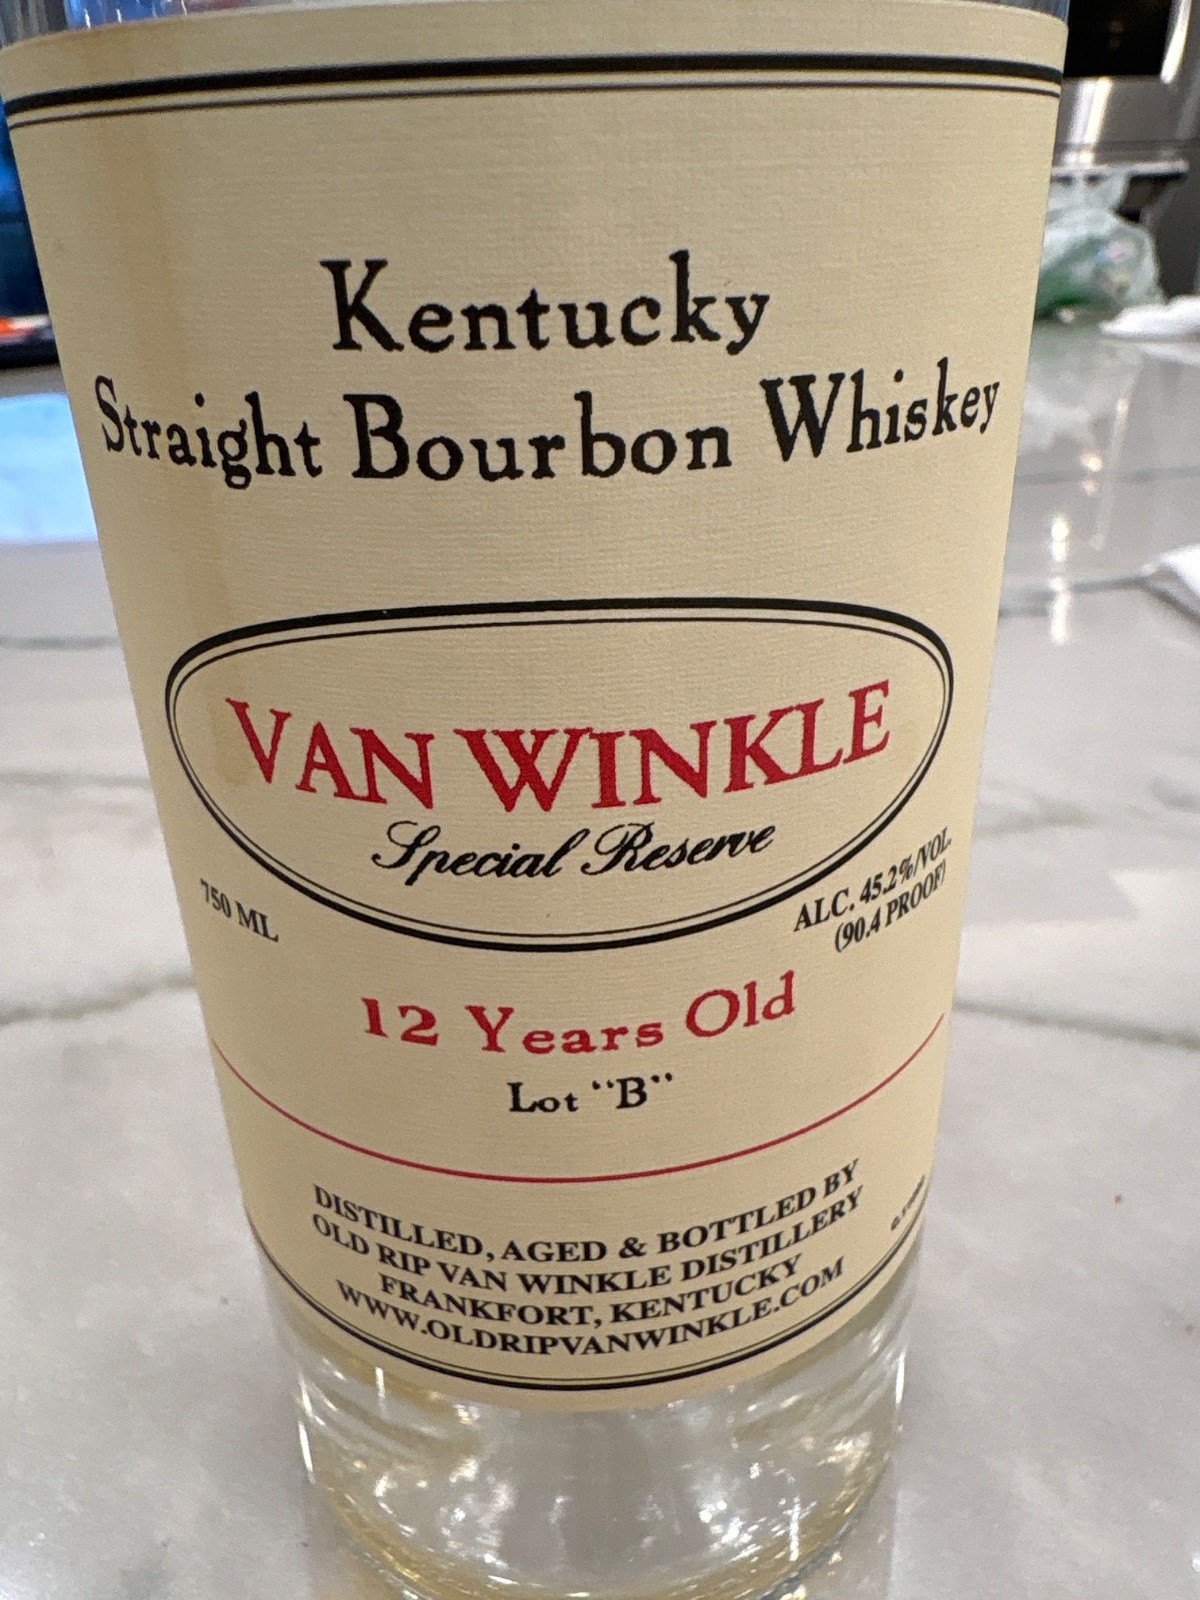 Kentucky
Straight Bourbon Whiskey
VAN WINKLE
Special Reserve
750 ML
ALC. 45.2%/VOL
(90.4 PROOF)
12 Years Old
Lot "B"
DISTILLED, AGED & BOTTLED BY
OLD RIP VAN WINKLE DISTILLERY
FRANKFORT, KENTUCKY
WWW.OLDRIPVANWINKLE.COM